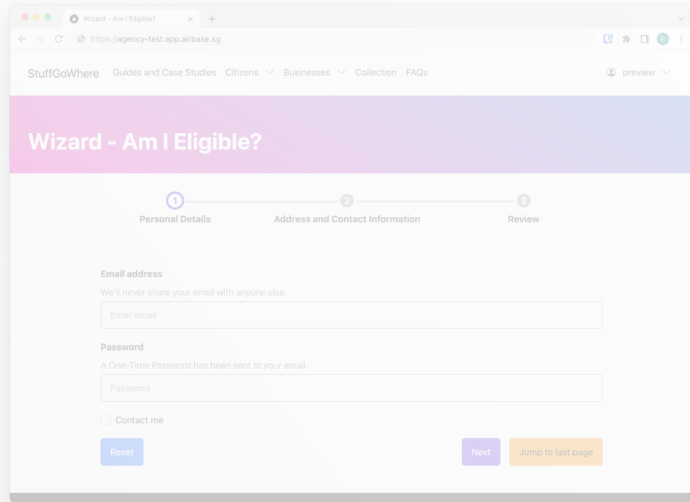 Wizard - Am I Eligible?
https://agency-test.app.airbase.sg
StuffGoWhere Guides and Case Studies Citizens Businesses Collection FAQs preview
Wizard - Am I Eligible?
1 2 3
Personal Details Address and Contact Information Review
Email address
We'll never share your email with anyone else.
Enter email
Password
A One-Time Password has been sent to your email.
Password
Contact me
Reset Next Jump to last page